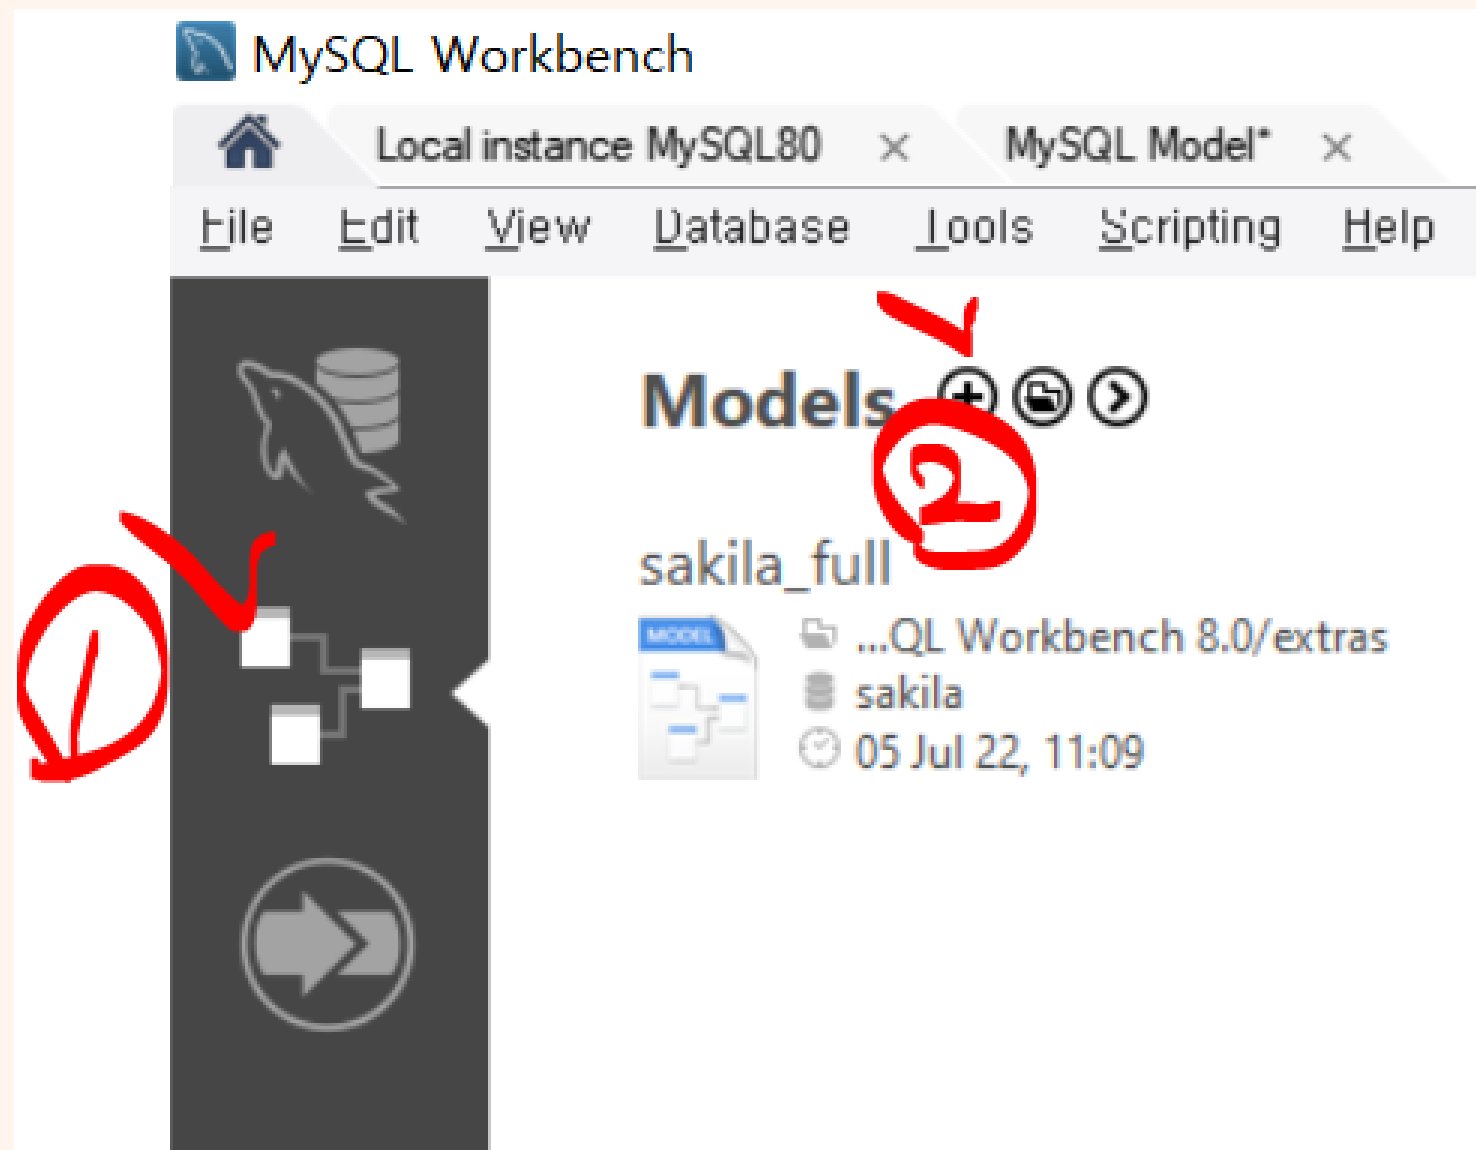 MySQL Workbench
Local instance MySQL80 × MySQL Model* ×
File Edit View Database Tools Scripting Help
Models
2
sakila_full
1
MODEL
...QL Workbench 8.0/extras
sakila
05 Jul 22, 11:09